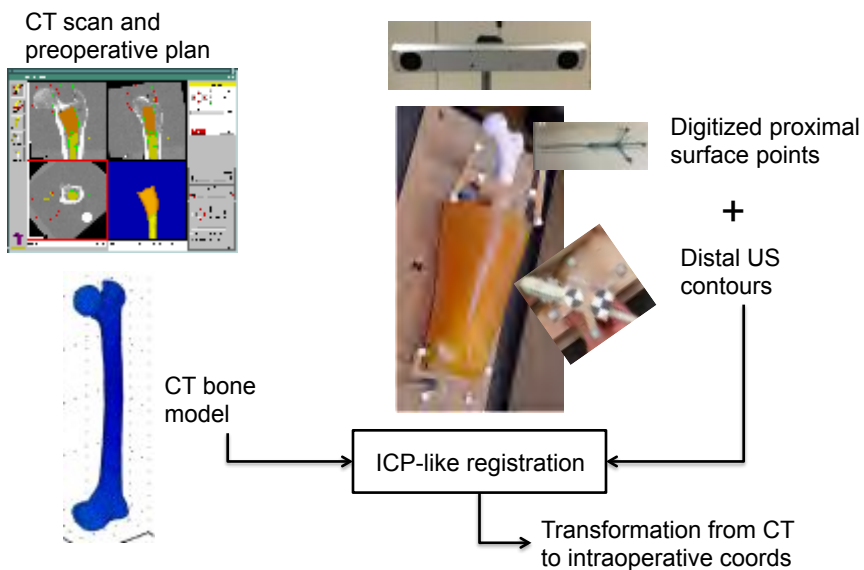 CT scan and
preoperative plan
Digitized proximal
surface points
+
Distal US
contours
CT bone
model
ICP-like registration
Transformation from CT
to intraoperative coords